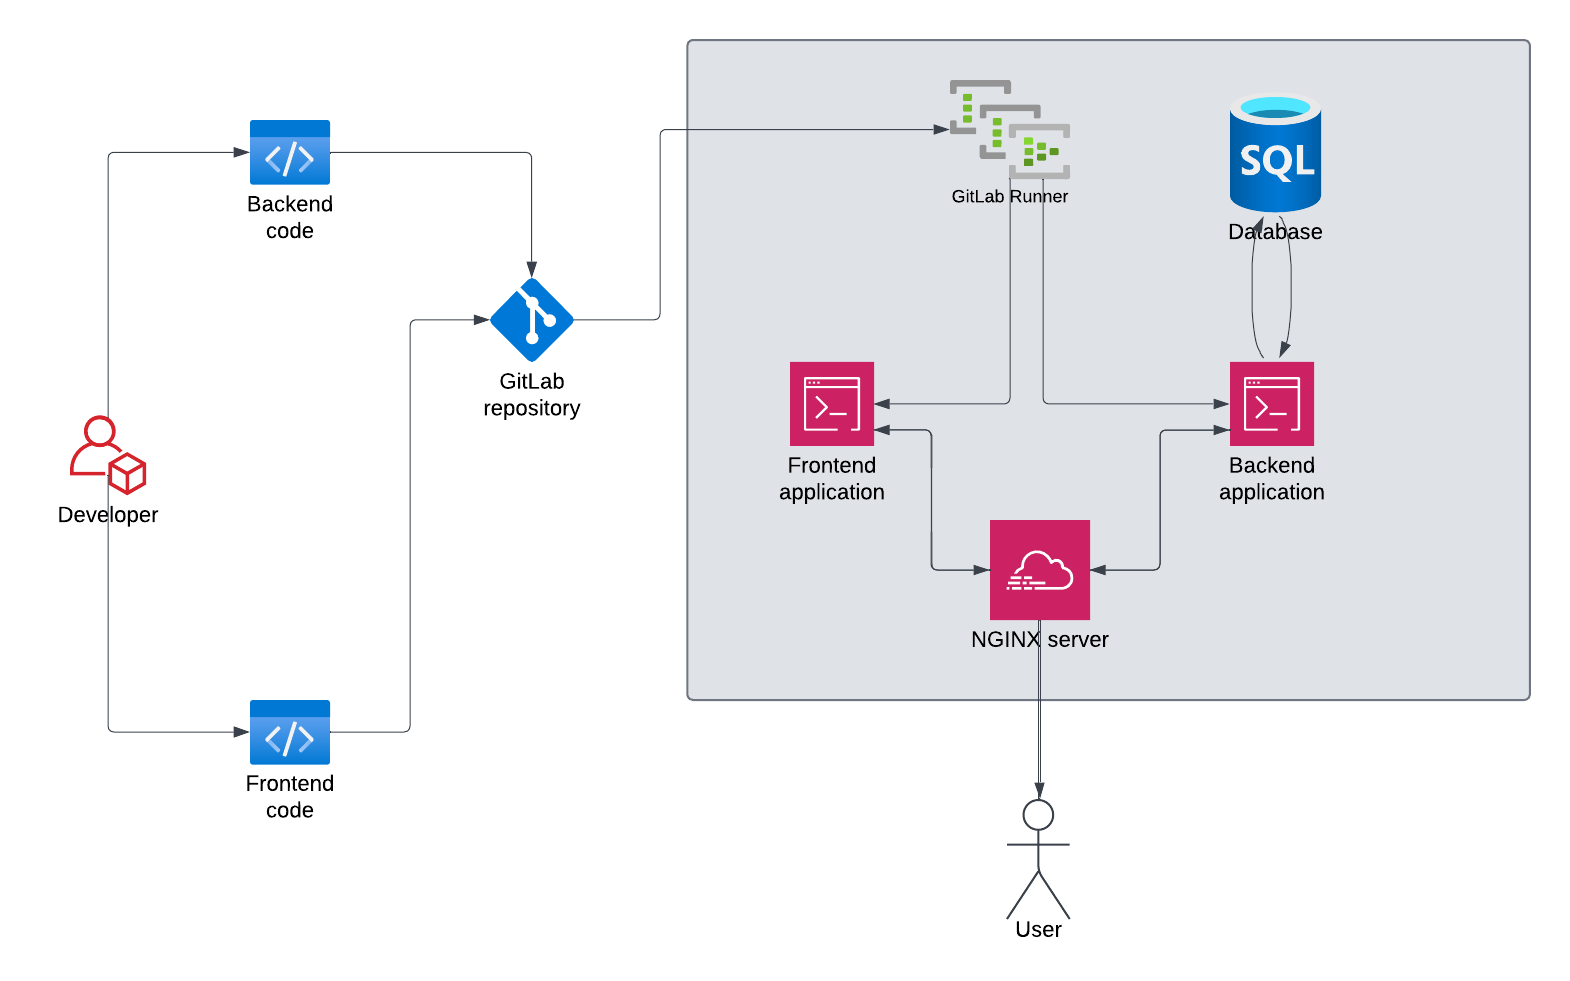 Backend
code
GitLab
repository
Developer
Frontend
code
GitLab Runner
SQL
Database
Frontend
application
Backend
application
NGINX server
User